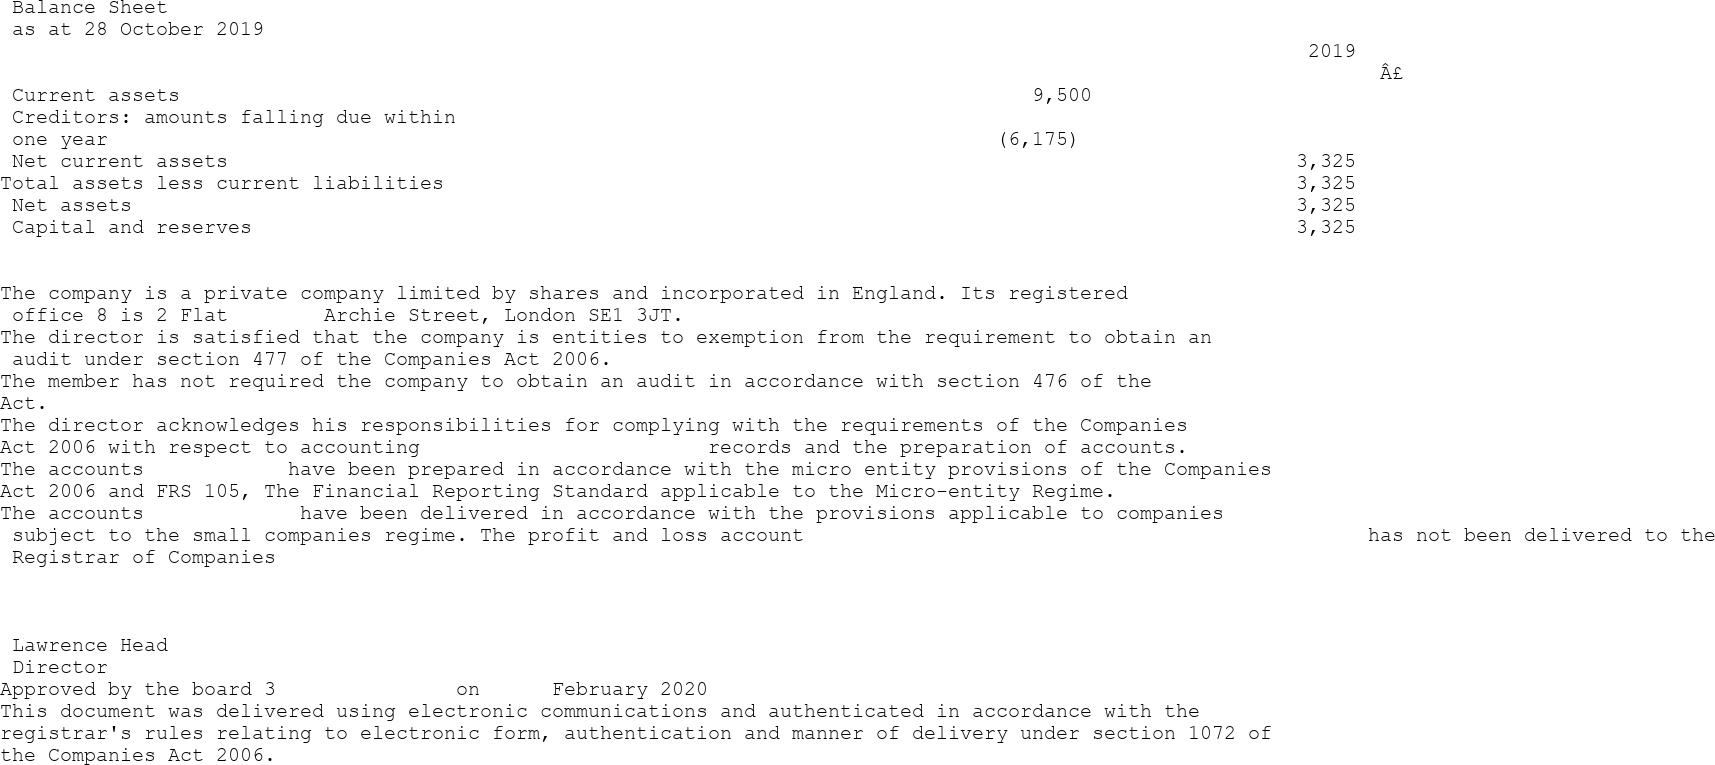 Balance Sheet
as at 28 October 2019
2019
Â£
Current assets 9,500
Creditors: amounts falling due within
one year (6,175)
Net current assets 3,325
Total assets less current liabilities 3,325
Net assets 3,325
Capital and reserves 3,325
The company is a private company limited by shares and incorporated in England. Its registered
office 8 is 2 Flat Archie Street, London SE1 3JT.
The director is satisfied that the company is entities to exemption from the requirement to obtain an
audit under section 477 of the Companies Act 2006.
The member has not required the company to obtain an audit in accordance with section 476 of the
Act.
The director acknowledges his responsibilities for complying with the requirements of the Companies
Act 2006 with respect to accounting records and the preparation of accounts.
The accounts have been prepared in accordance with the micro entity provisions of the Companies
Act 2006 and FRS 105, The Financial Reporting Standard applicable to the Micro-entity Regime.
The accounts have been delivered in accordance with the provisions applicable to companies
subject to the small companies regime. The profit and loss account has not been delivered to the
Registrar of Companies
Lawrence Head
Director
Approved by the board 3 on February 2020
This document was delivered using electronic communications and authenticated in accordance with the
registrar's rules relating to electronic form, authentication and manner of delivery under section 1072 of
the Companies Act 2006.